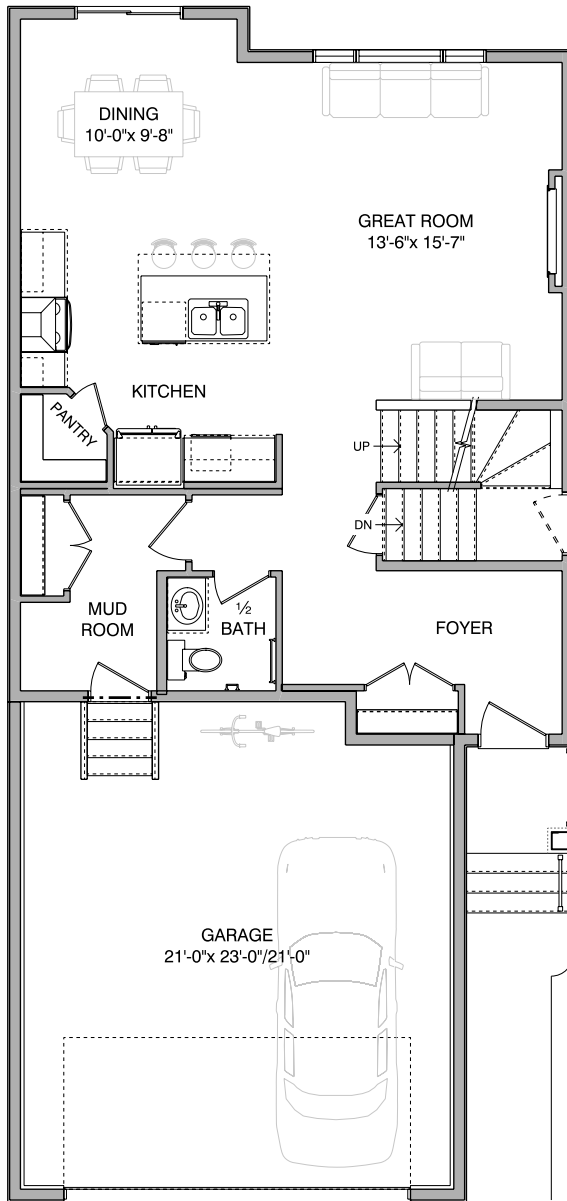 DINING
10'-0"x 9'-8"
GREAT ROOM
13'-6"x 15'-7"
KITCHEN
PANTRY
UP
DN
MUD
ROOM
½
BATH
FOYER
GARAGE
21'-0"x 23'-0"/21'-0"